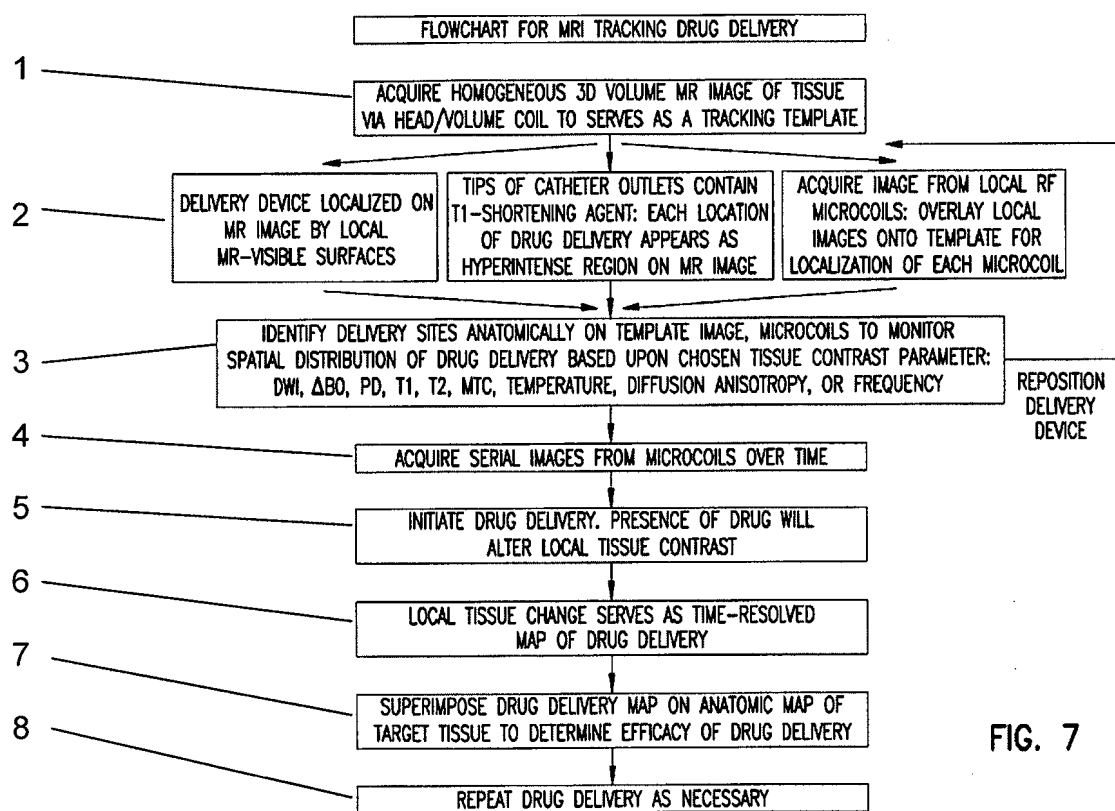 FLOWCHART FOR MRI TRACKING DRUG DELIVERY
1
ACQUIRE HOMOGENEOUS 3D VOLUME MR IMAGE OF TISSUE
VIA HEAD/VOLUME COIL TO SERVES AS A TRACKING TEMPLATE
2
DELIVERY DEVICE LOCALIZED ON
MR IMAGE BY LOCAL
MR-VISIBLE SURFACES
TIPS OF CATHETER OUTLETS CONTAIN
T1-SHORTENING AGENT: EACH LOCATION
OF DRUG DELIVERY APPEARS AS
HYPERINTENSE REGION ON MR IMAGE
ACQUIRE IMAGE FROM LOCAL RF
MICROCOILS: OVERLAY LOCAL
IMAGES ONTO TEMPLATE FOR
LOCALIZATION OF EACH MICROCOIL
3
IDENTIFY DELIVERY SITES ANATOMICALLY ON TEMPLATE IMAGE, MICROCOILS TO MONITOR
SPATIAL DISTRIBUTION OF DRUG DELIVERY BASED UPON CHOSEN TISSUE CONTRAST PARAMETER:
DWI, ΔB0, PD, T1, T2, MTC, TEMPERATURE, DIFFUSION ANISOTROPY, OR FREQUENCY
REPOSITION
DELIVERY
DEVICE
4
ACQUIRE SERIAL IMAGES FROM MICROCOILS OVER TIME
5
INITIATE DRUG DELIVERY. PRESENCE OF DRUG WILL
ALTER LOCAL TISSUE CONTRAST
6
LOCAL TISSUE CHANGE SERVES AS TIME-RESOLVED
MAP OF DRUG DELIVERY
7
SUPERIMPOSE DRUG DELIVERY MAP ON ANATOMIC MAP OF
TARGET TISSUE TO DETERMINE EFFICACY OF DRUG DELIVERY
8
REPEAT DRUG DELIVERY AS NECESSARY
FIG. 7